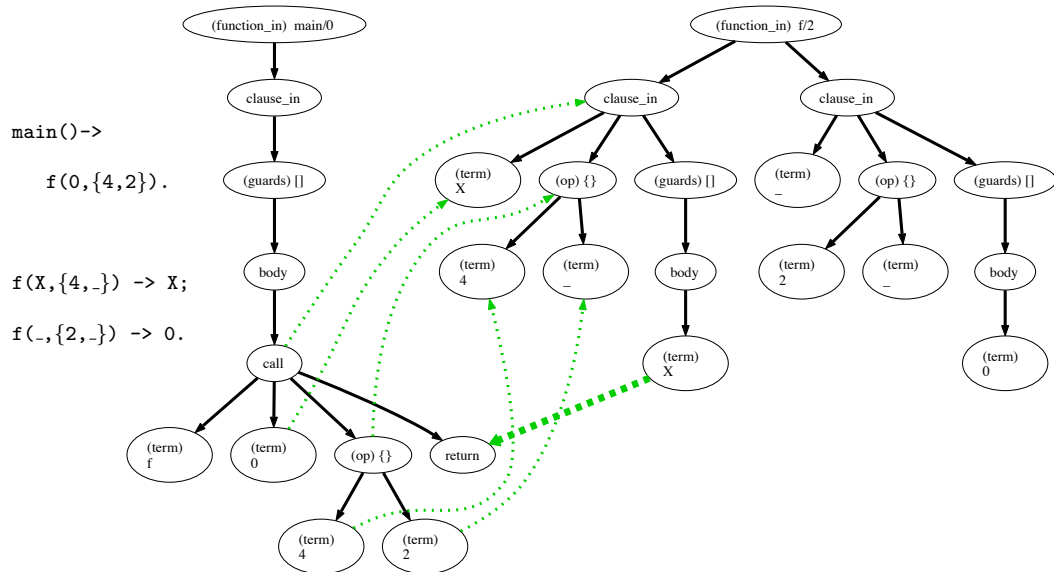 main()->
f(0,{4,2}).
f(X,{4,_}) -> X;
f(_,{2,_}) -> 0.
(function_in) main/0
clause_in
(guards) []
body
call
(term)
f
(term)
0
(op) {}
return
(term)
4
(term)
2
(function_in) f/2
clause_in
clause_in
(term)
X
(op) {}
(guards) []
(term)
_
(op) {}
(guards) []
(term)
4
(term)
_
body
(term)
2
(term)
_
body
(term)
X
(term)
0